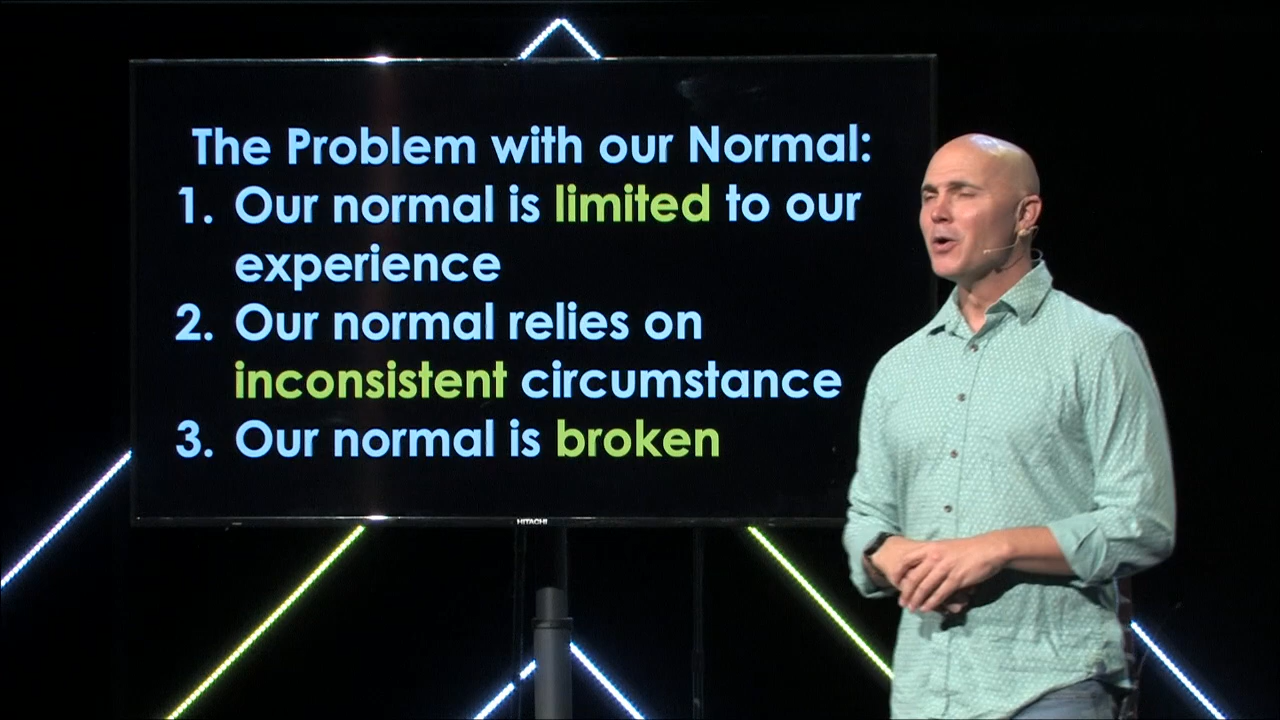 The Problem with our Normal:
1. Our normal is limited to our
experience
2. Our normal relies on
inconsistent circumstance
3. Our normal is broken
HITACHI